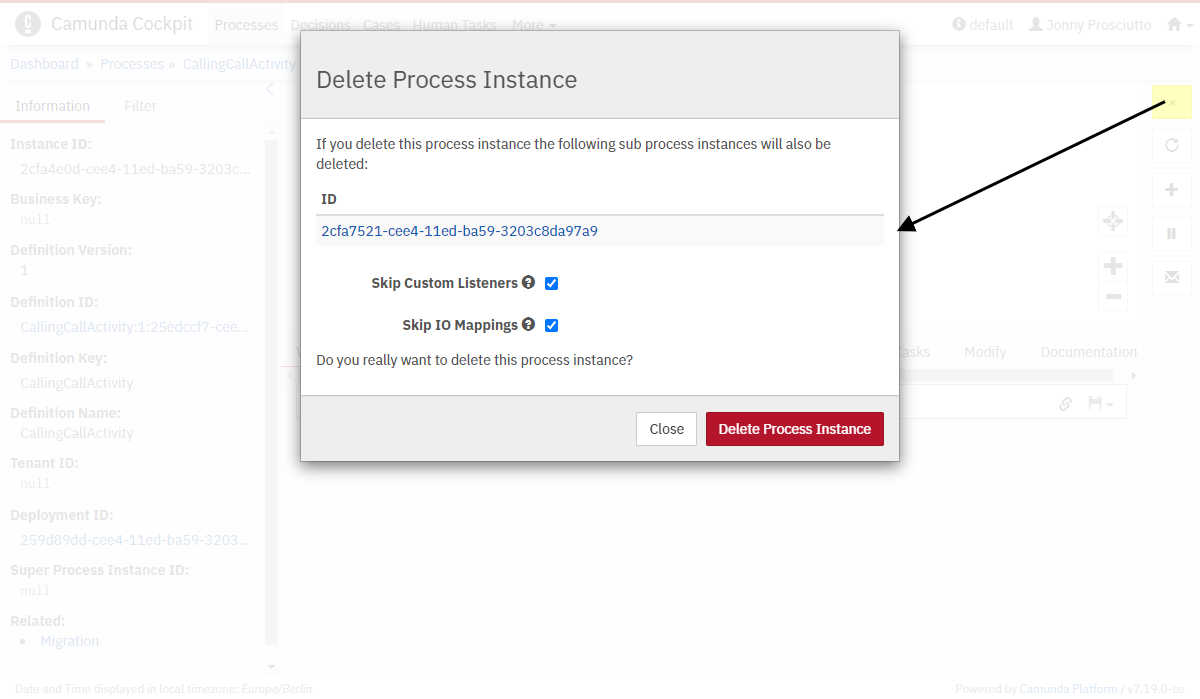 Camunda Cockpit Processes Decisions Cases Human Tasks More default Jonny Prosciutto
Dashboard » Processes » CallingCallActivity
Information Filter
Instance ID:
2cfa4e0d-cee4-11ed-ba59-3203c...
Business Key:
null
Definition Version:
1
Definition ID:
CallingCallActivity:1:25edccf7-cee...
Definition Key:
CallingCallActivity
Definition Name:
CallingCallActivity
Tenant ID:
null
Deployment ID:
259d89dd-cee4-11ed-ba59-3203...
Super Process Instance ID:
null
Related:
• Migration
Delete Process Instance
If you delete this process instance the following sub process instances will also be
deleted:
ID
2cfa7521-cee4-11ed-ba59-3203c8da97a9
Skip Custom Listeners
Skip IO Mappings
Do you really want to delete this process instance?
Close Delete Process Instance
Tasks Modify Documentation
Date and Time displayed in local timezone: Europe/Berlin
Powered by Camunda Platform / v7.19.0-ee